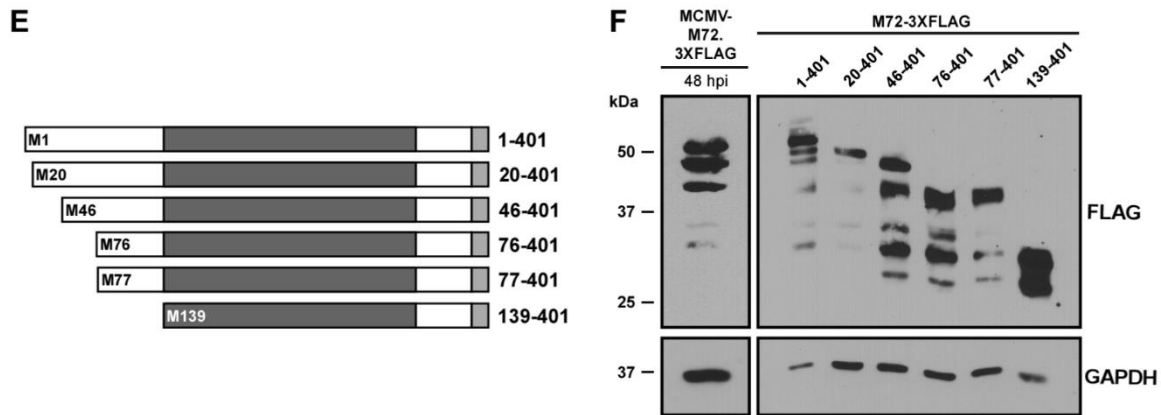 E
M1 1-401
M20 20-401
M46 46-401
M76 76-401
M77 77-401
M139 139-401
F
MCMV-
M72.
3XFLAG
48 hpi
M72-3XFLAG
1-401 20-401 46-401 76-401 77-401 139-401
kDa
50
37
25
FLAG
37
GAPDH